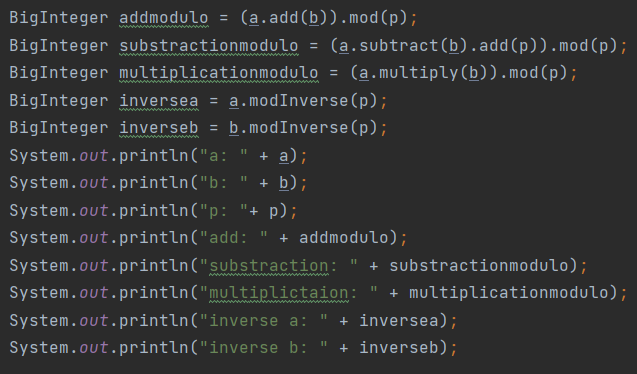 BigInteger addmodulo = (a.add(b)).mod(p);
BigInteger substractionmodulo = (a.subtract(b).add(p)).mod(p);
BigInteger multiplicationmodulo = (a.multiply(b)).mod(p);
BigInteger inversea = a.modInverse(p);
BigInteger inverseb = b.modInverse(p);
System.out.println("a: " + a);
System.out.println("b: " + b);
System.out.println("p: "+ p);
System.out.println("add: " + addmodulo);
System.out.println("substraction: " + substractionmodulo);
System.out.println("multiplictaion: " + multiplicationmodulo);
System.out.println("inverse a: " + inversea);
System.out.println("inverse b: " + inverseb);